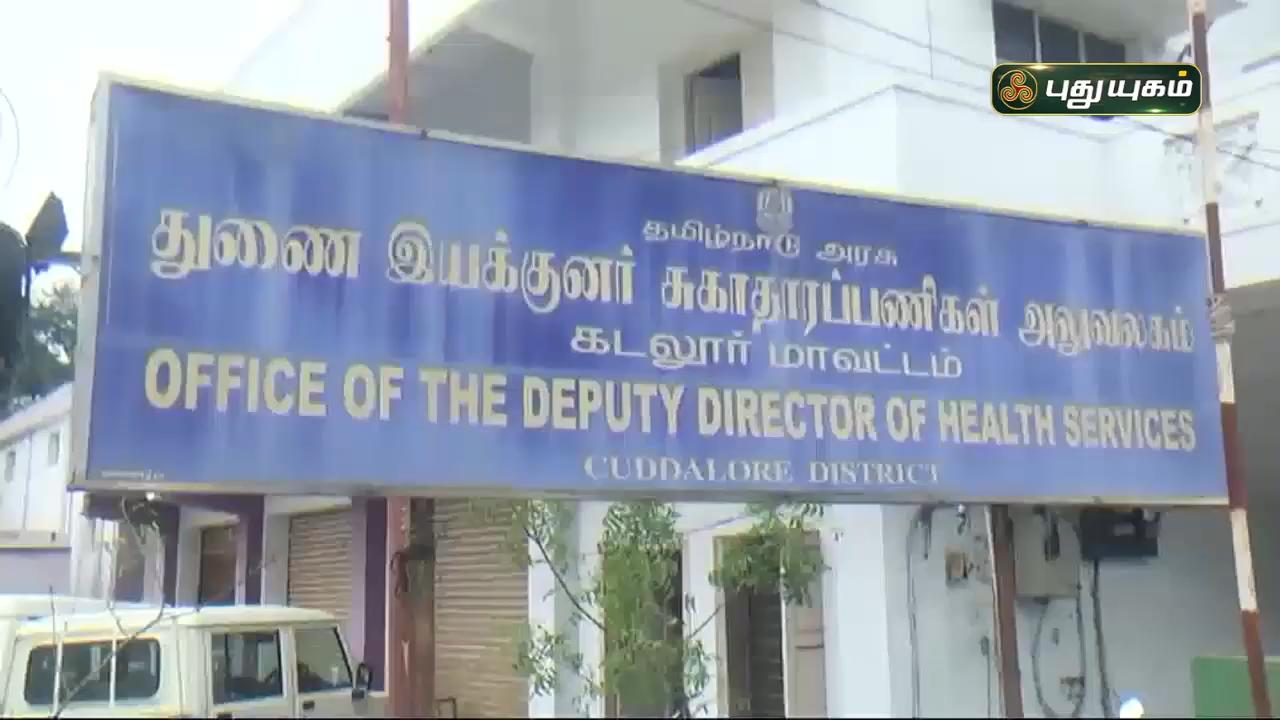 புதுயுகம்
தமிழ்நாடு அரசு
துணை இயக்குனர் சுகாதாரப்பணிகள் அலுவலகம்
கடலூர் மாவட்டம்
OFFICE OF THE DEPUTY DIRECTOR OF HEALTH SERVICES
CUDDALORE DISTRICT